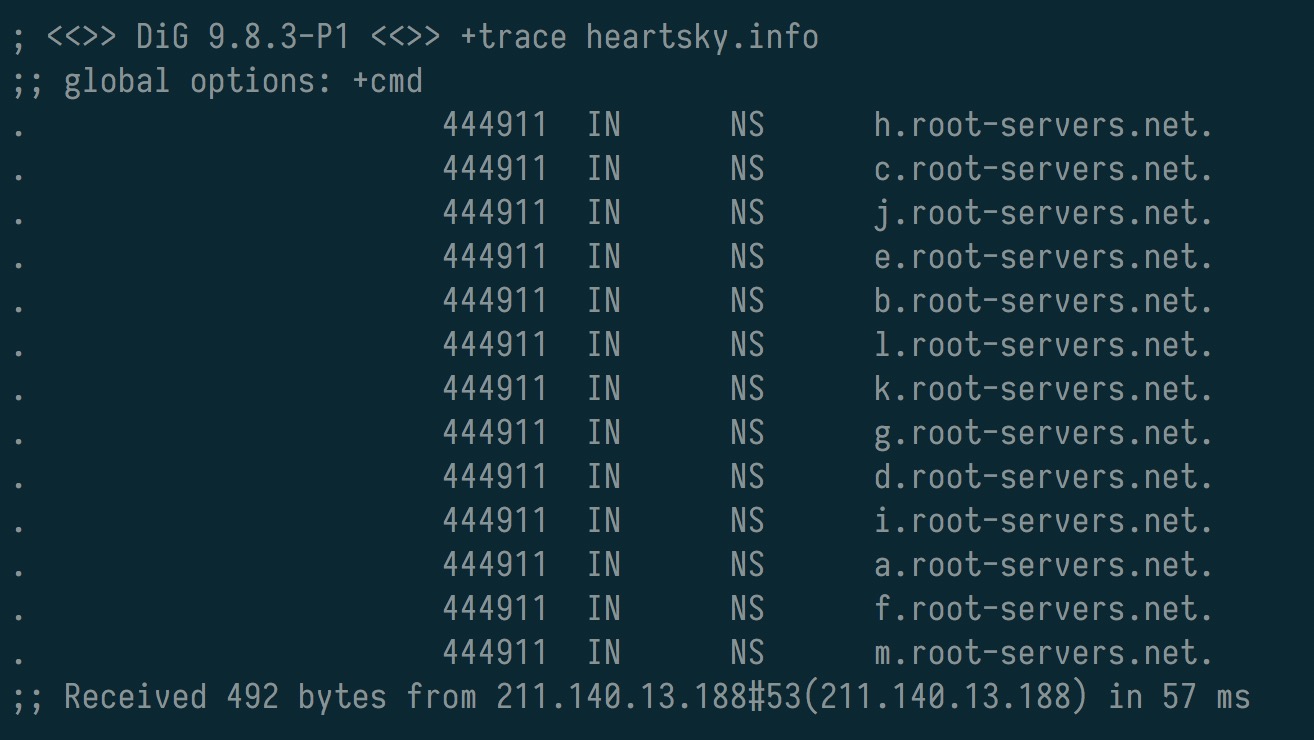 ; <<>> DiG 9.8.3-P1 <<>> +trace heartsky.info
;; global options: +cmd
.			444911	IN	NS	h.root-servers.net.
.			444911	IN	NS	c.root-servers.net.
.			444911	IN	NS	j.root-servers.net.
.			444911	IN	NS	e.root-servers.net.
.			444911	IN	NS	b.root-servers.net.
.			444911	IN	NS	l.root-servers.net.
.			444911	IN	NS	k.root-servers.net.
.			444911	IN	NS	g.root-servers.net.
.			444911	IN	NS	d.root-servers.net.
.			444911	IN	NS	i.root-servers.net.
.			444911	IN	NS	a.root-servers.net.
.			444911	IN	NS	f.root-servers.net.
.			444911	IN	NS	m.root-servers.net.
;; Received 492 bytes from 211.140.13.188#53(211.140.13.188) in 57 ms